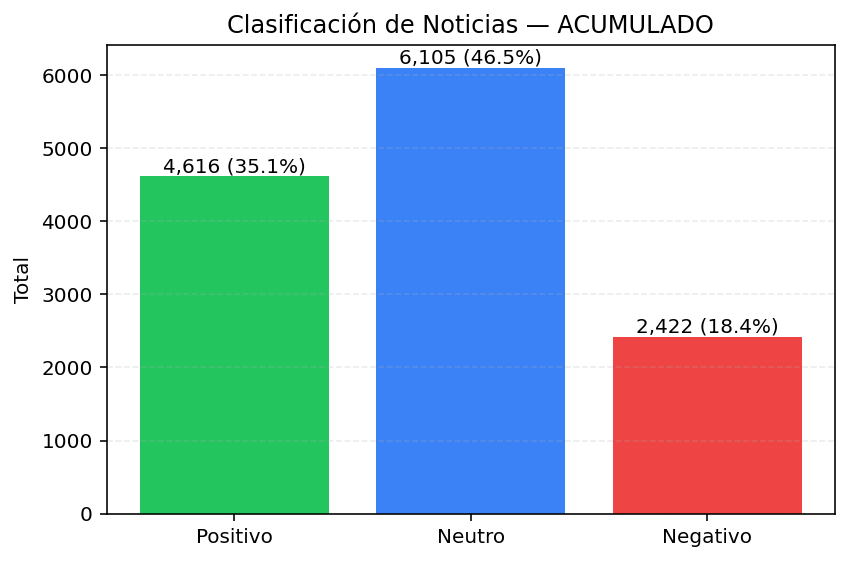 Clasificación de Noticias — ACUMULADO
6,105 (46.5%)
4,616 (35.1%)
2,422 (18.4%)
Total
6000
5000
4000
3000
2000
1000
0
Positivo
Neutro
Negativo